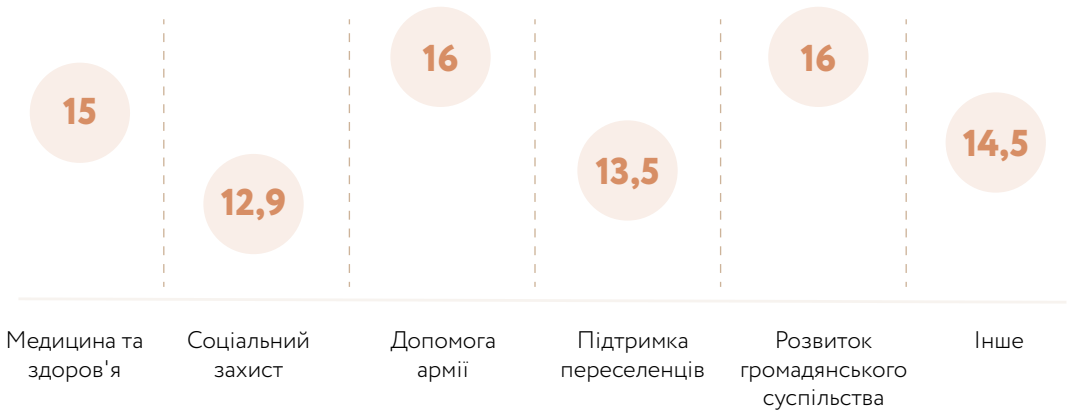 15
12,9
16
13,5
16
14,5
Медицина та
здоров'я
Соціальний
захист
Допомога
армії
Підтримка
переселенців
Розвиток
громадянського
суспільства
Інше